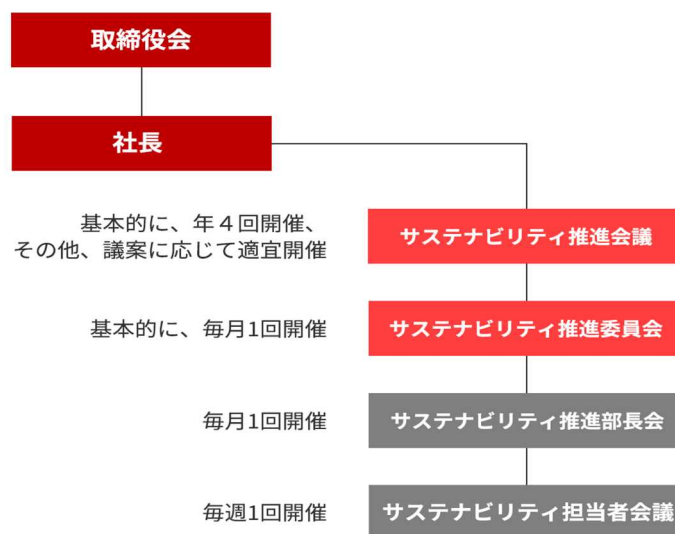 取締役会
社長
基本的に、年４回開催、
その他、議案に応じて適宜開催
サステナビリティ推進会議
基本的に、毎月1回開催
サステナビリティ推進委員会
毎月1回開催
サステナビリティ推進部長会
毎週1回開催
サステナビリティ担当者会議